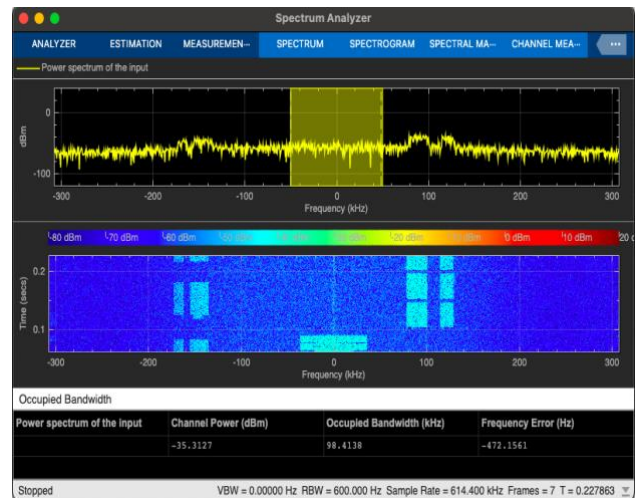 Spectrum Analyzer
ANALYZER ESTIMATION MEASUREMEN··· SPECTRUM SPECTROGRAM SPECTRAL MA··· CHANNEL MEA··· ...
Power spectrum of the input
0
dBm
-100
-300 -200 -100 0 100 200 300
Frequency (kHz)
-80 dBm -70 dBm -60 dBm -20 dBm 0 dBm 10 dBm 20
0.2
Time (secs)
0.1
-300 -200 -100 0 100 200 300
Frequency (kHz)
Occupied Bandwidth
Power spectrum of the input Channel Power (dBm) Occupied Bandwidth (kHz) Frequency Error (Hz)
-35.3127 98.4138 -472.1561
Stopped VBW = 0.00000 Hz RBW = 600.000 Hz Sample Rate = 614.400 kHz Frames = 7 T = 0.227863